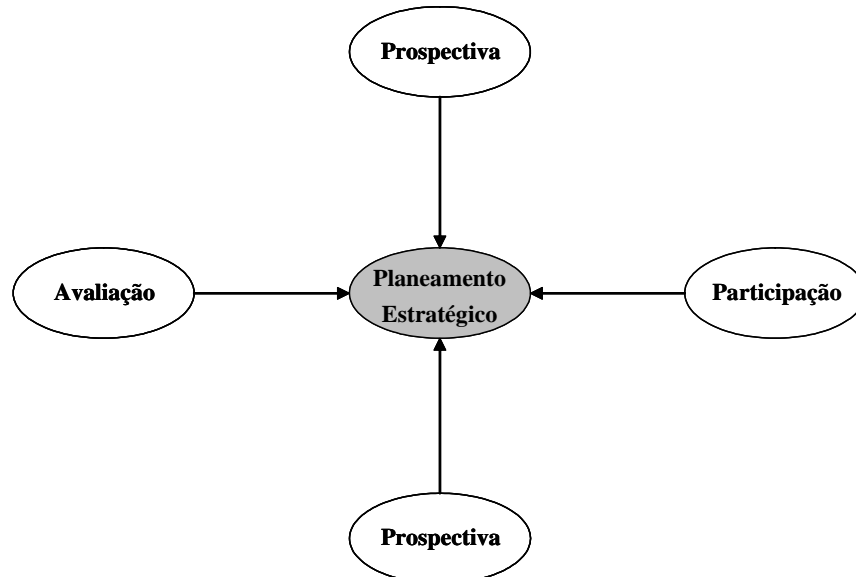 Prospectiva
Avaliação
Planeamento
Estratégico
Participação
Prospectiva